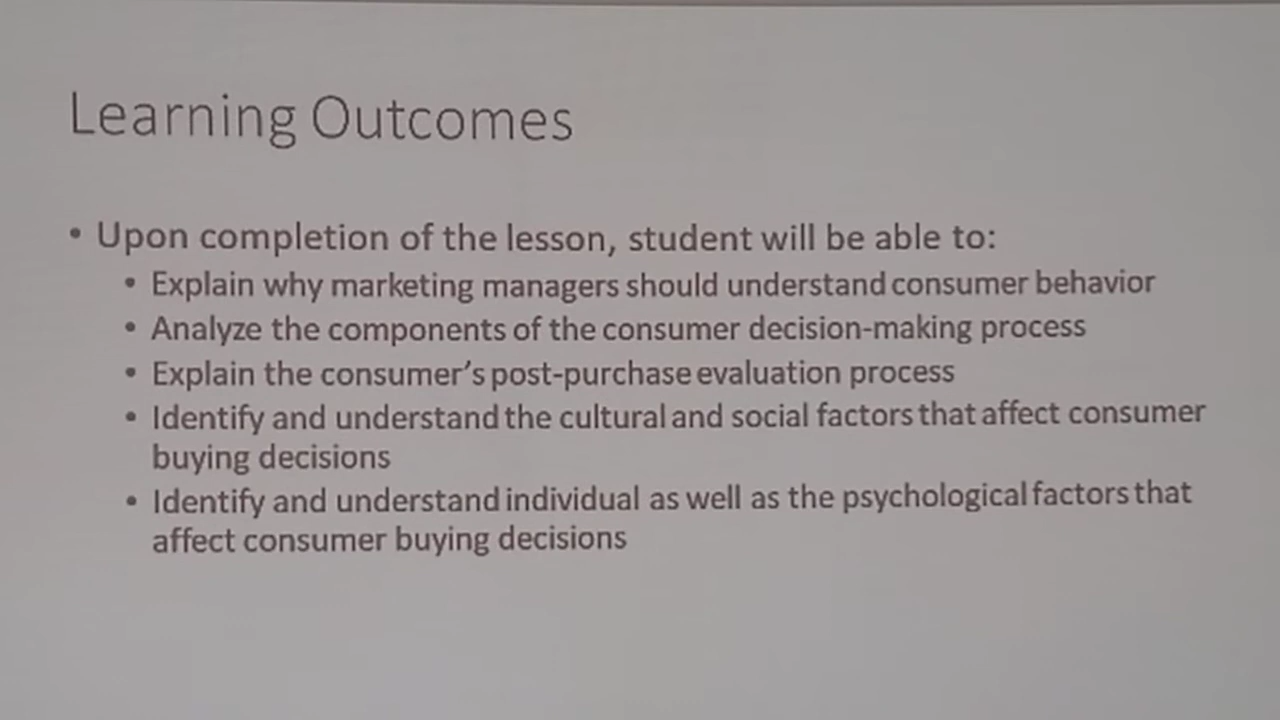 Learning Outcomes
• Upon completion of the lesson, student will be able to:
• Explain why marketing managers should understand consumer behavior
• Analyze the components of the consumer decision-making process
• Explain the consumer's post-purchase evaluation process
• Identify and understand the cultural and social factors that affect consumer
buying decisions
• Identify and understand individual as well as the psychological factors that
affect consumer buying decisions